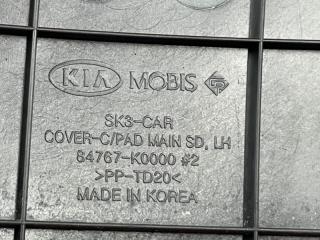 KIA MOBIS
SK3-CAR
COVER-C/PAD MAIN SD, LH
84767-K0000 #2
>PP-TD20<
MADE IN KOREA